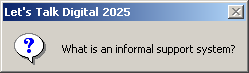 Let's Talk Digital 2025
What is an informal support system?